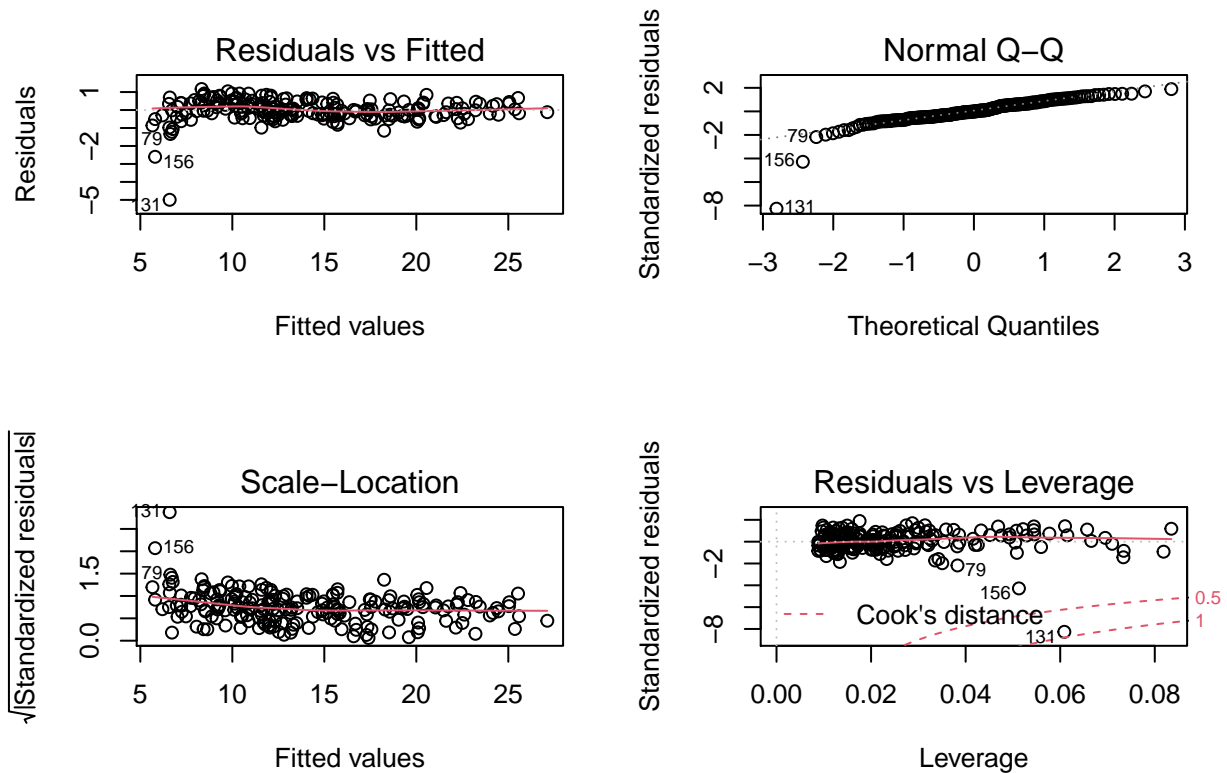 Residuals vs Fitted
Residuals
1
−2
−5
79
156
131
5 10 15 20 25
Fitted values
Normal Q−Q
Standardized residuals
2
−2
−8
79
156
131
−3 −2 −1 0 1 2 3
Theoretical Quantiles
Scale−Location
√|Standardized residuals|
1.5
0.0
131
156
79
5 10 15 20 25
Fitted values
Residuals vs Leverage
Standardized residuals
−2
−8
79
156
131
Cook's distance
0.5
1
0.00 0.02 0.04 0.06 0.08
Leverage